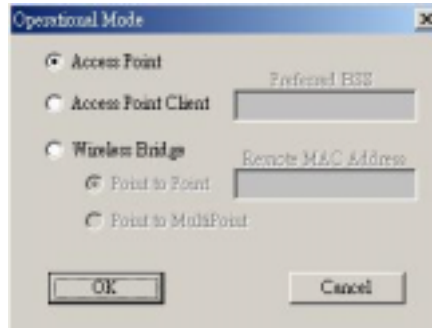 Operational Mode
Access Point
Preferred BSS
Access Point Client
Wireless Bridge
Remote MAC Address
Point to Point
Point to MultiPoint
OK
Cancel